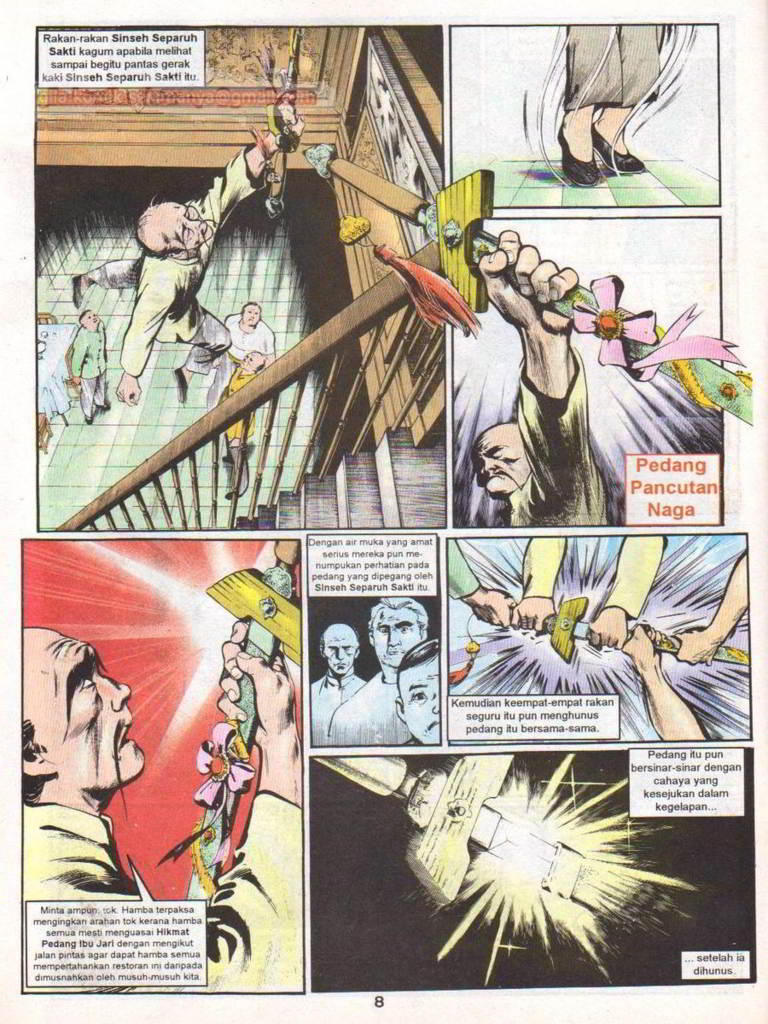 Rakan-rakan Sinseh Separuh
Sakti kagum apabila melihat
sampai begitu pantas gerak
kaki Sinseh Separuh Sakti itu.
Pedang
Pancutan
Naga
Minta ampun, tok. Hamba terpaksa
mengingkari arahan tok kerana hamba
semua mesti menguasai Hikmat
Pedang Ibu Jari dengan mengikut
jalan pintas agar dapat hamba semua
mempertahankan restoran ini daripada
dimusnahkan oleh musuh-musuh kita.
Dengan air muka yang amat
serius mereka pun me-
numpukan perhatian pada
pedang yang dipegang oleh
Sinseh Separuh Sakti itu.
Kemudian keempat-empat rakan
seguru itu pun menghunus
pedang itu bersama-sama.
Pedang itu pun
bersinar-sinar dengan
cahaya yang
kesejukan dalam
kegelapan...
... setelah ia
dihunus.
8